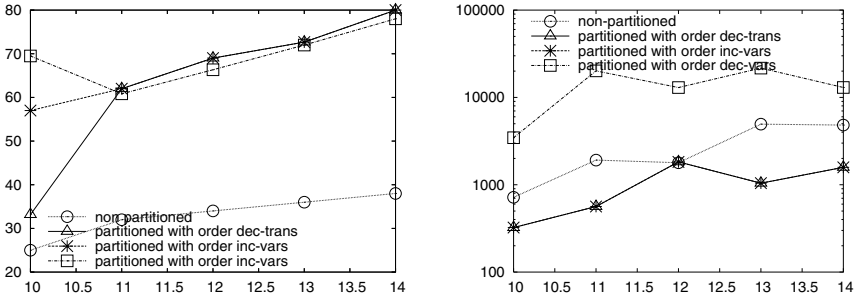 80
70
60
50
40
30
20
10 10.5 11 11.5 12 12.5 13 13.5 14
non-partitioned
partitioned with order dec-trans
partitioned with order inc-vars
partitioned with order inc-vars
100000
10000
1000
100
10 10.5 11 11.5 12 12.5 13 13.5 14
non-partitioned
partitioned with order dec-trans
partitioned with order inc-vars
partitioned with order dec-vars